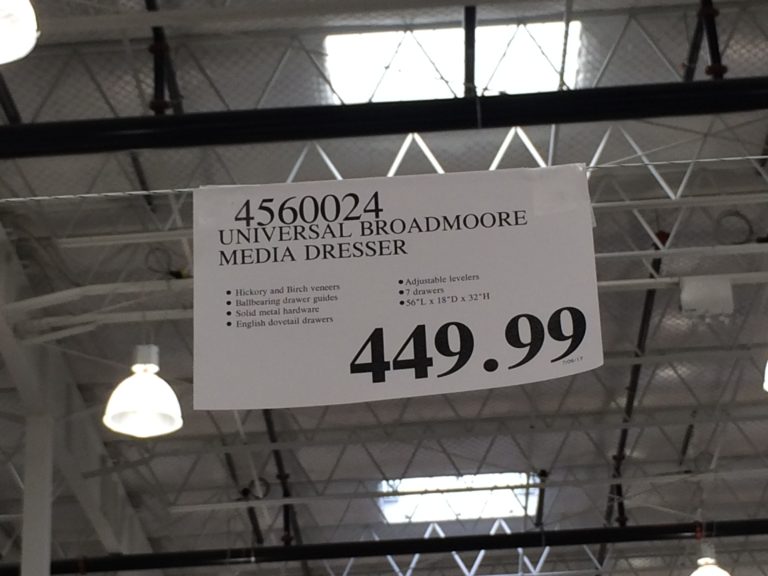 4560024
UNIVERSAL BROADMOORE
MEDIA DRESSER
• Hickory and Birch veneers
• Ballbearing drawer guides
• Solid metal hardware
• English dovetail drawers
• Adjustable levelers
• 7 drawers
• 56"L x 18"D x 32"H
449.99